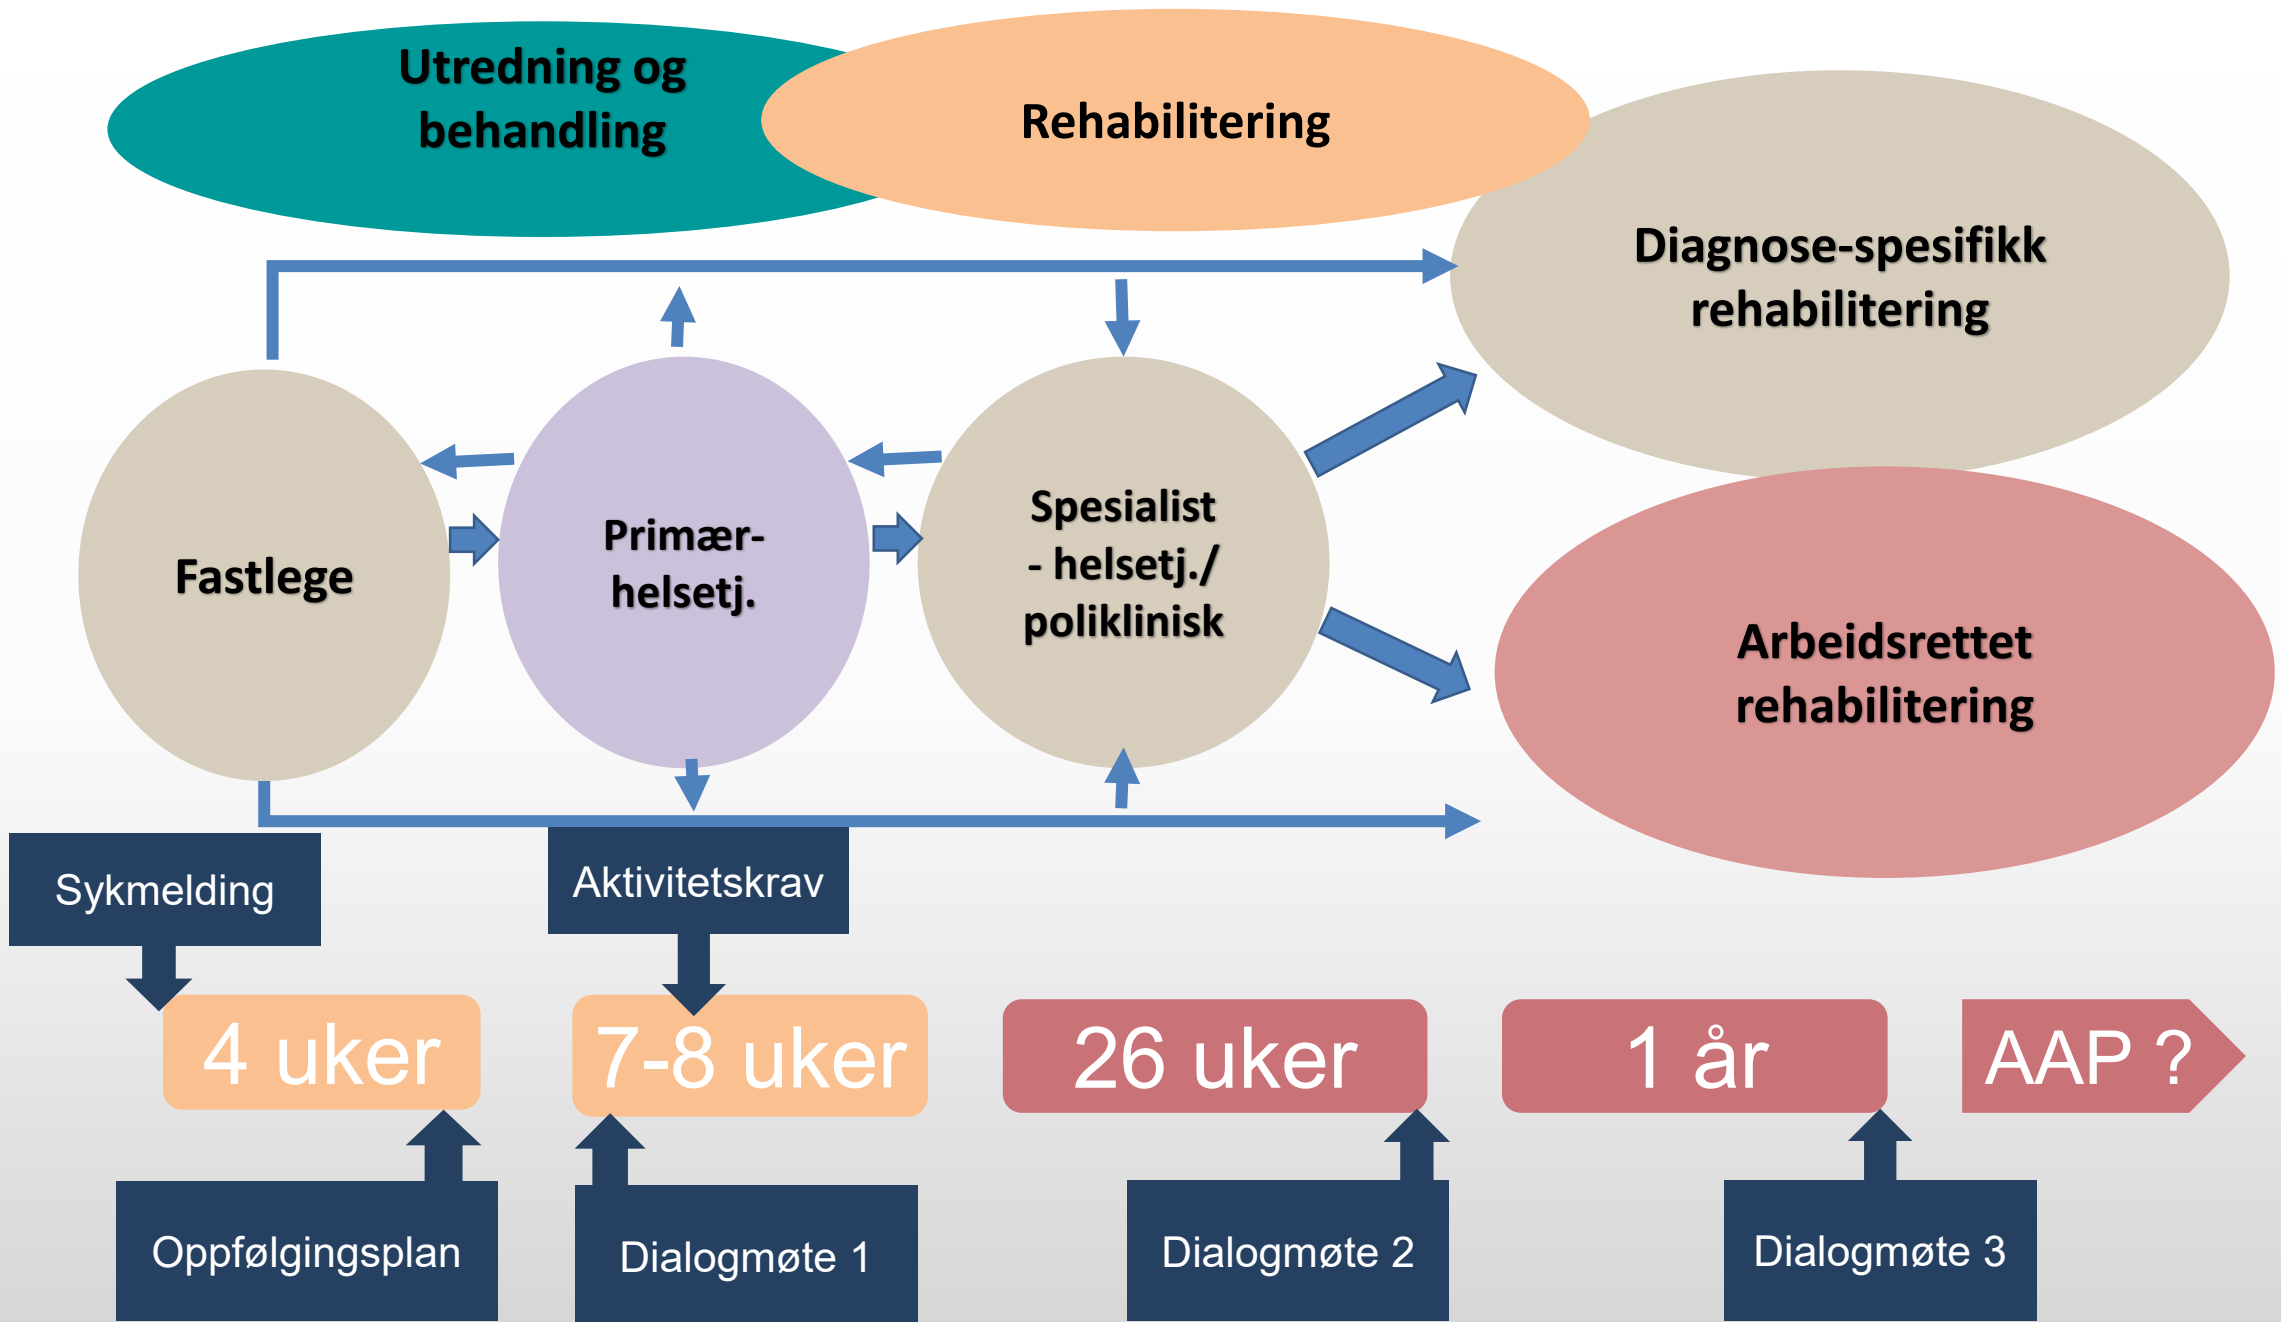 Utredning og
behandling
Rehabilitering
Diagnose-spesifikk
rehabilitering
Fastlege
Primær-
helsetj.
Spesialist
- helsetj./
poliklinisk
Arbeidsrettet
rehabilitering
Sykmelding
Aktivitetskrav
4 uker
7-8 uker
26 uker
1 år
AAP ?
Oppfølgingsplan
Dialogmøte 1
Dialogmøte 2
Dialogmøte 3